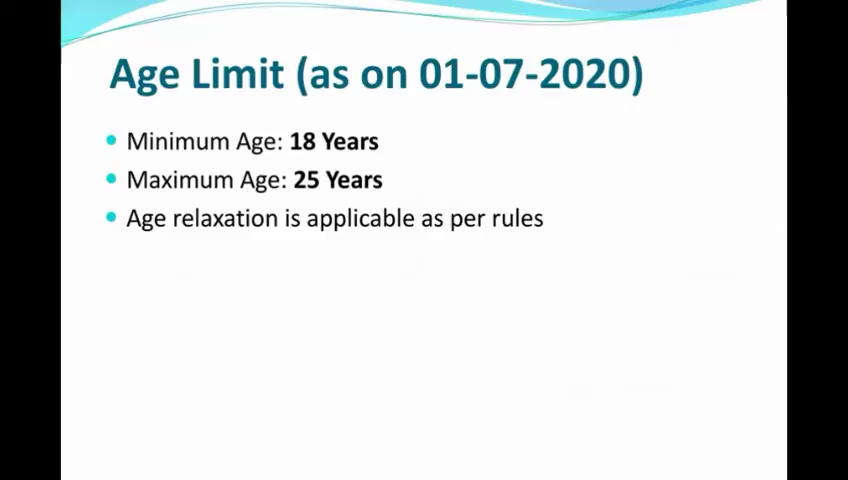 Age Limit (as on 01-07-2020)
Minimum Age: 18 Years
Maximum Age: 25 Years
Age relaxation is applicable as per rules